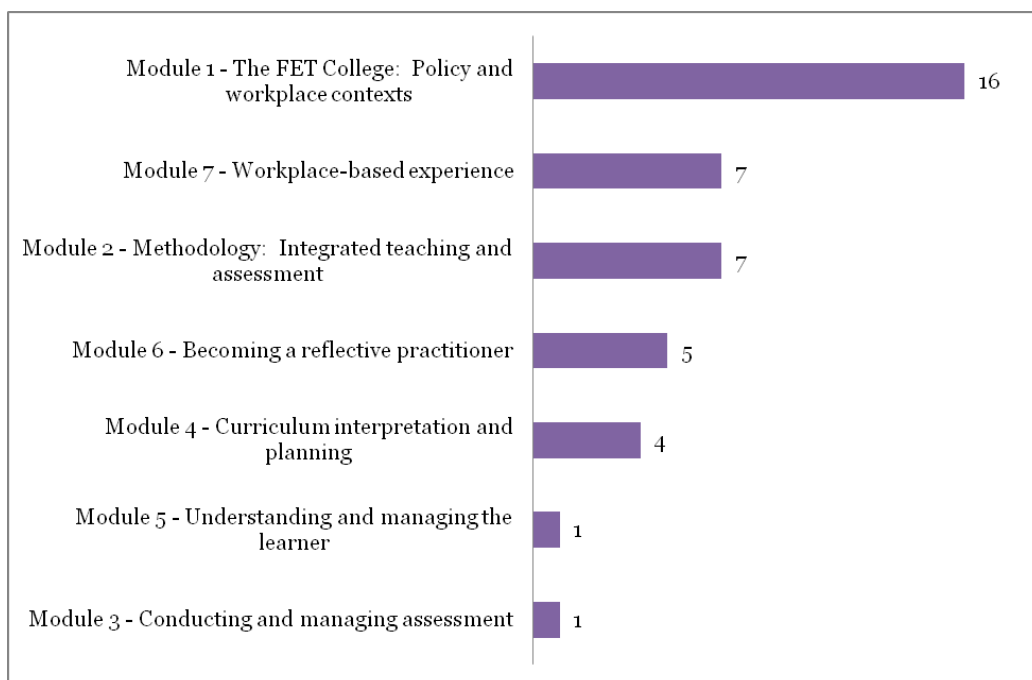 Module 1 - The FET College:  Policy and
workplace contexts
16
Module 7 - Workplace-based experience
7
Module 2 - Methodology:  Integrated teaching and
assessment
7
Module 6 - Becoming a reflective practitioner
5
Module 4 - Curriculum interpretation and
planning
4
Module 5 - Understanding and managing the
learner
1
Module 3 - Conducting and managing assessment
1